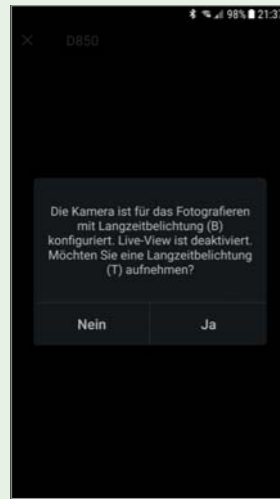 98% 21:37
D850
Die Kamera ist für das Fotografieren
mit Langzeitbelichtung (B)
konfiguriert. Live-View ist deaktiviert.
Möchten Sie eine Langzeitbelichtung
(T) aufnehmen?
Nein Ja